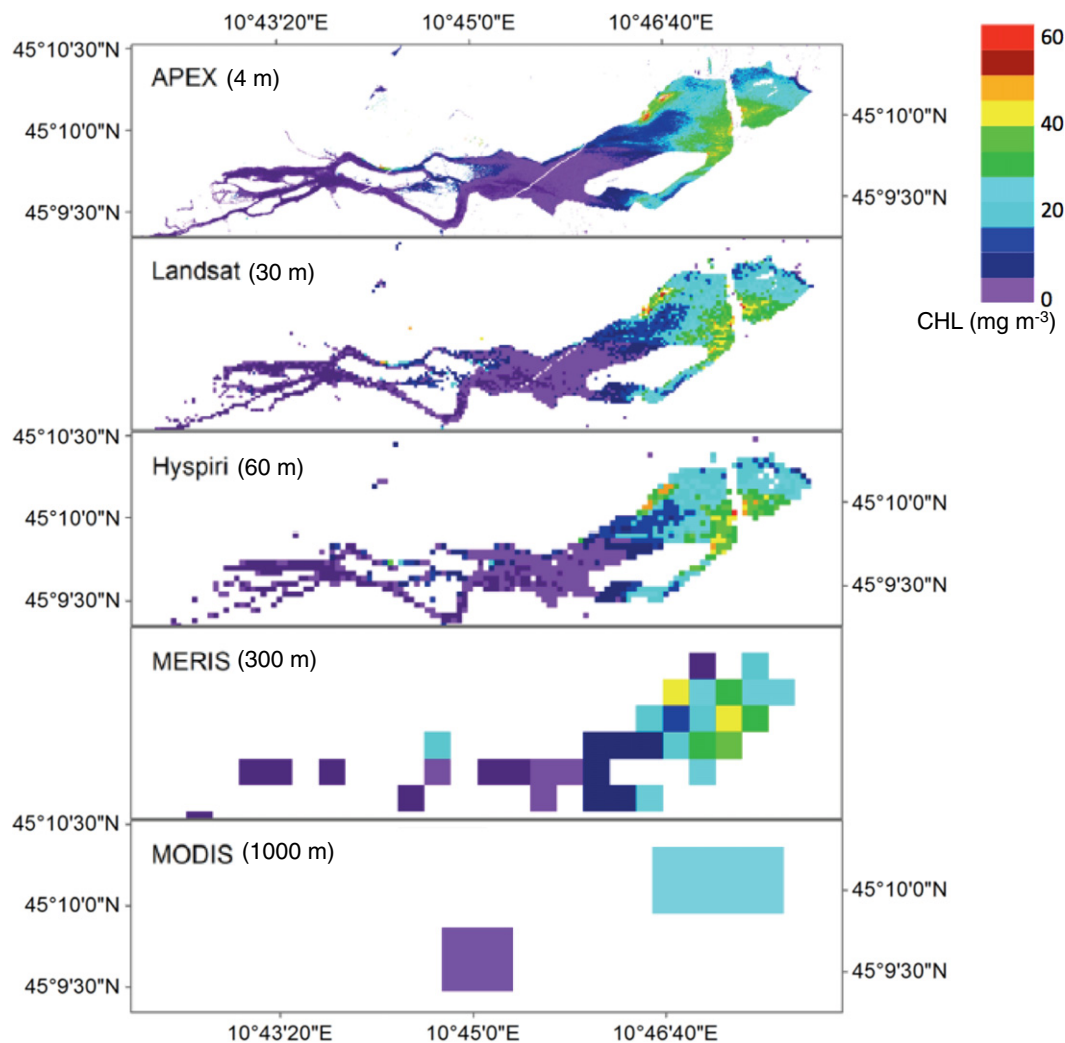 10°43'20"E 10°45'0"E 10°46'40"E
45°10'30"N
APEX (4 m)
45°10'0"N
45°10'0"N
45°9'30"N
45°9'30"N
60
40
20
0
CHL (mg m⁻³)
Landsat (30 m)
45°10'30"N
Hyspiri (60 m)
45°10'0"N
45°10'0"N
45°9'30"N
45°9'30"N
MERIS (300 m)
45°10'30"N
MODIS (1000 m)
45°10'0"N
45°10'0"N
45°9'30"N
45°9'30"N
10°43'20"E 10°45'0"E 10°46'40"E